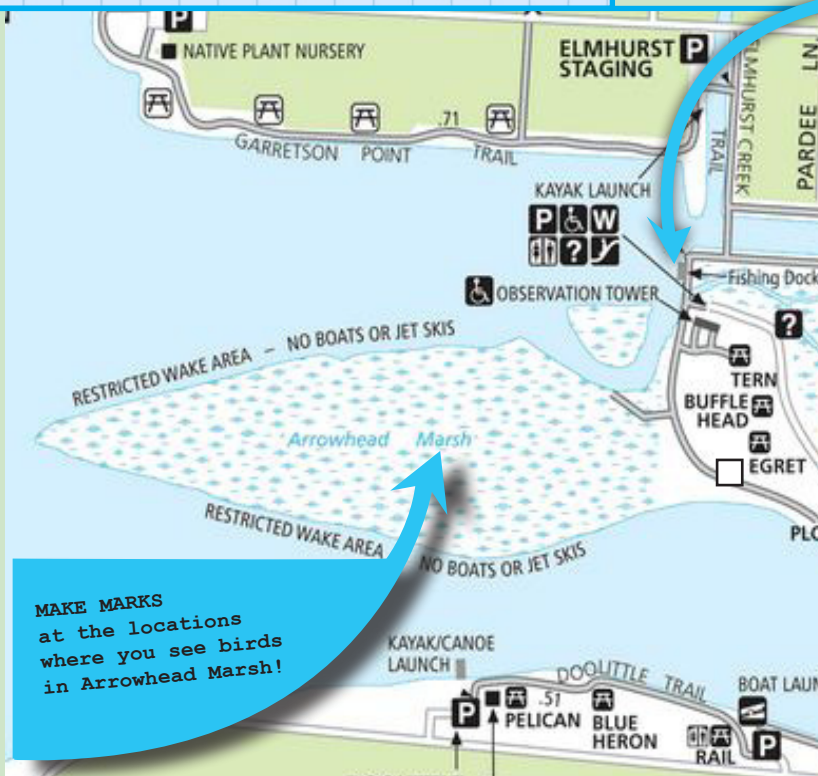 P
NATIVE PLANT NURSERY
ELMHURST P
STAGING
ELMHURST CREEK
TRAIL
PARDEE LN.
.71
GARRETSON POINT TRAIL
KAYAK LAUNCH
P W
?
Fishing Dock
OBSERVATION TOWER
?
RESTRICTED WAKE AREA – NO BOATS OR JET SKIS
TERN
BUFFLE
HEAD
EGRET
Arrowhead Marsh
RESTRICTED WAKE AREA NO BOATS OR JET SKIS
PLO
MAKE MARKS
at the locations
where you see birds
in Arrowhead Marsh!
KAYAK/CANOE
LAUNCH
DOOLITTLE TRAIL
BOAT LAUN
.51
P
PELICAN
BLUE
HERON
RAIL
P